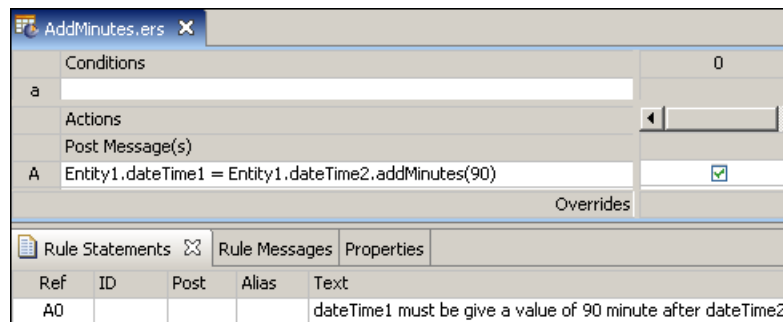 AddMinutes.ers
Conditions 0
a
Actions
Post Message(s)
A Entity1.dateTime1 = Entity1.dateTime2.addMinutes(90)
Overrides
Rule Statements Rule Messages Properties
Ref ID Post Alias Text
A0 dateTime1 must be give a value of 90 minute after dateTime2